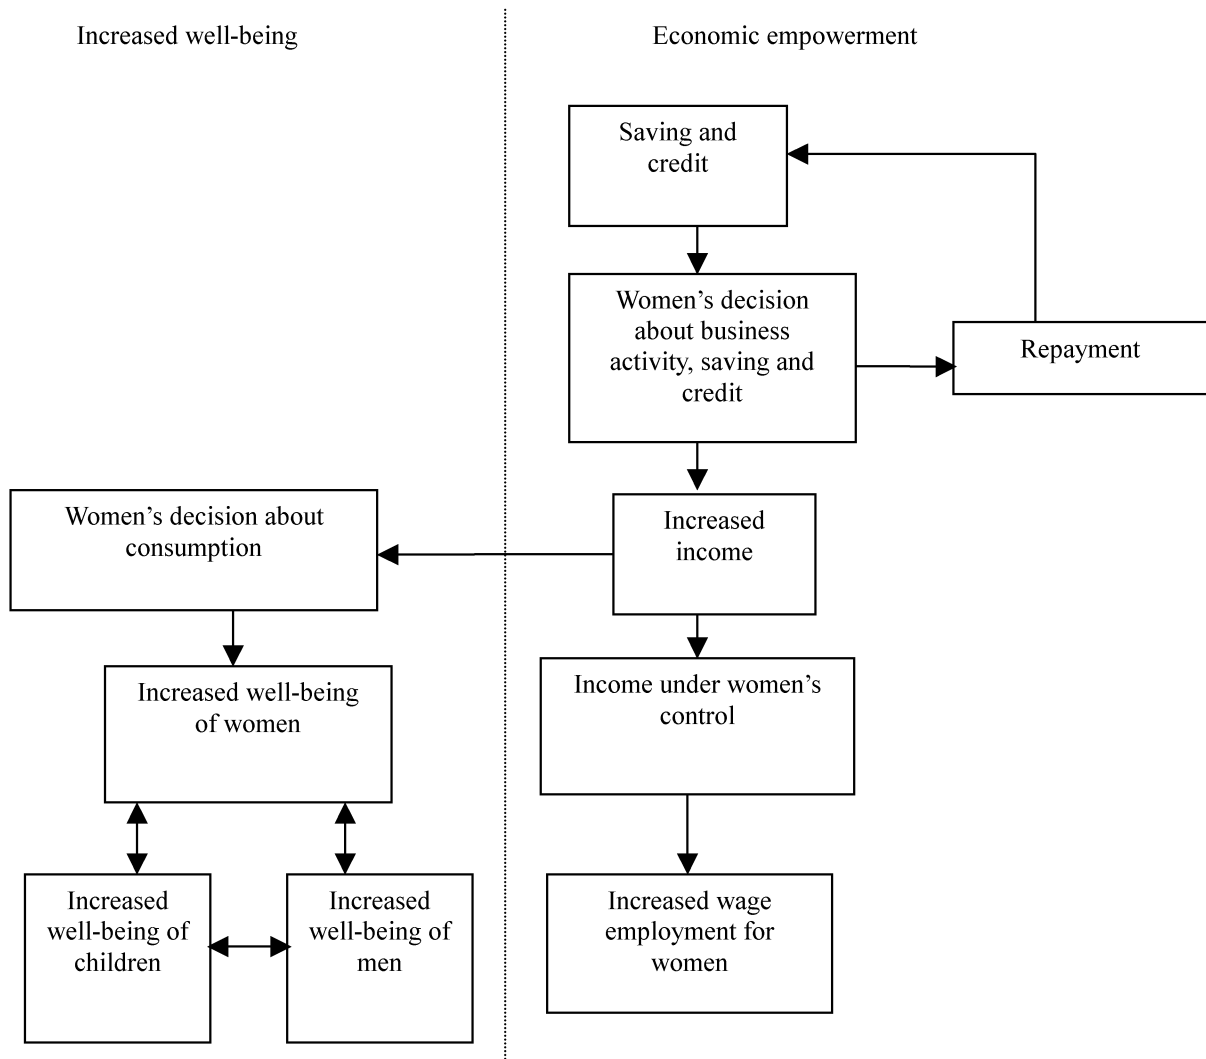 Increased well-being
Economic empowerment
Saving and
credit
Women’s decision
about business
activity, saving and
credit
Repayment
Increased
income
Women’s decision about
consumption
Increased well-being
of women
Income under women’s
control
Increased
well-being of
children
Increased
well-being of
men
Increased wage
employment for
women